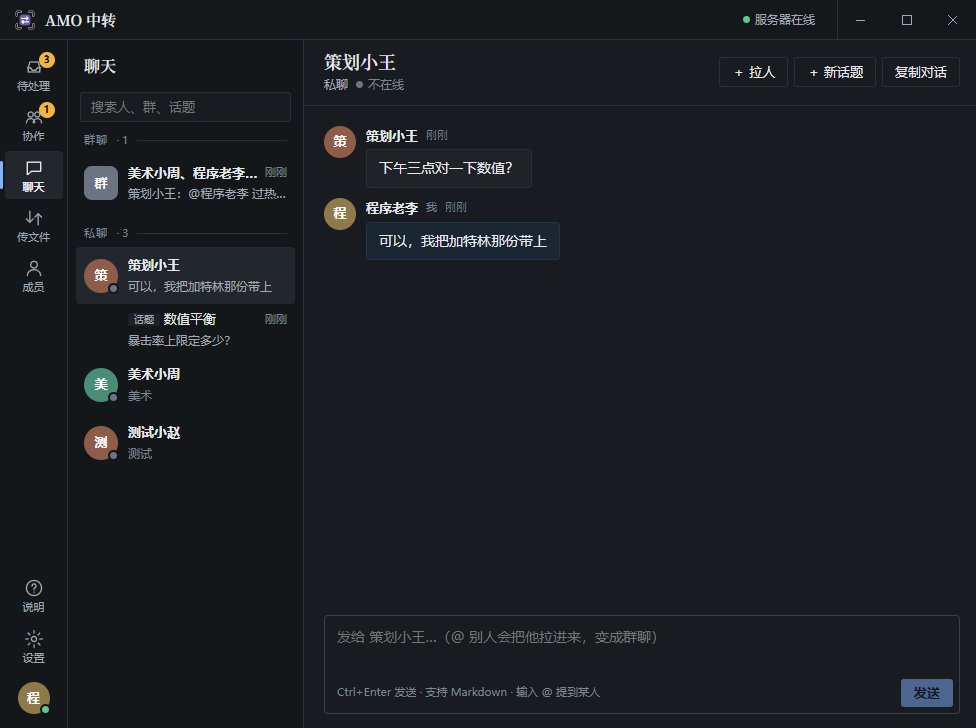 AMO 中转
服务器在线
3
待处理
1
协作
聊天
传文件
成员
说明
设置
程
聊天
搜索人、群、话题
群聊 · 1
群
美术小周、程序老李... 刚刚
策划小王：@程序老李 过热...
私聊 · 3
策
策划小王
可以，我把加特林那份带上
话题 数值平衡 刚刚
暴击率上限定多少？
美
美术小周
美术
测
测试小赵
测试
策划小王
私聊 不在线
+ 拉人
+ 新话题
复制对话
策
策划小王 刚刚
下午三点对一下数值？
程
程序老李 我 刚刚
可以，我把加特林那份带上
发给 策划小王...（@ 别人会把他拉进来，变成群聊）
Ctrl+Enter 发送 · 支持 Markdown · 输入 @ 提到某人
发送